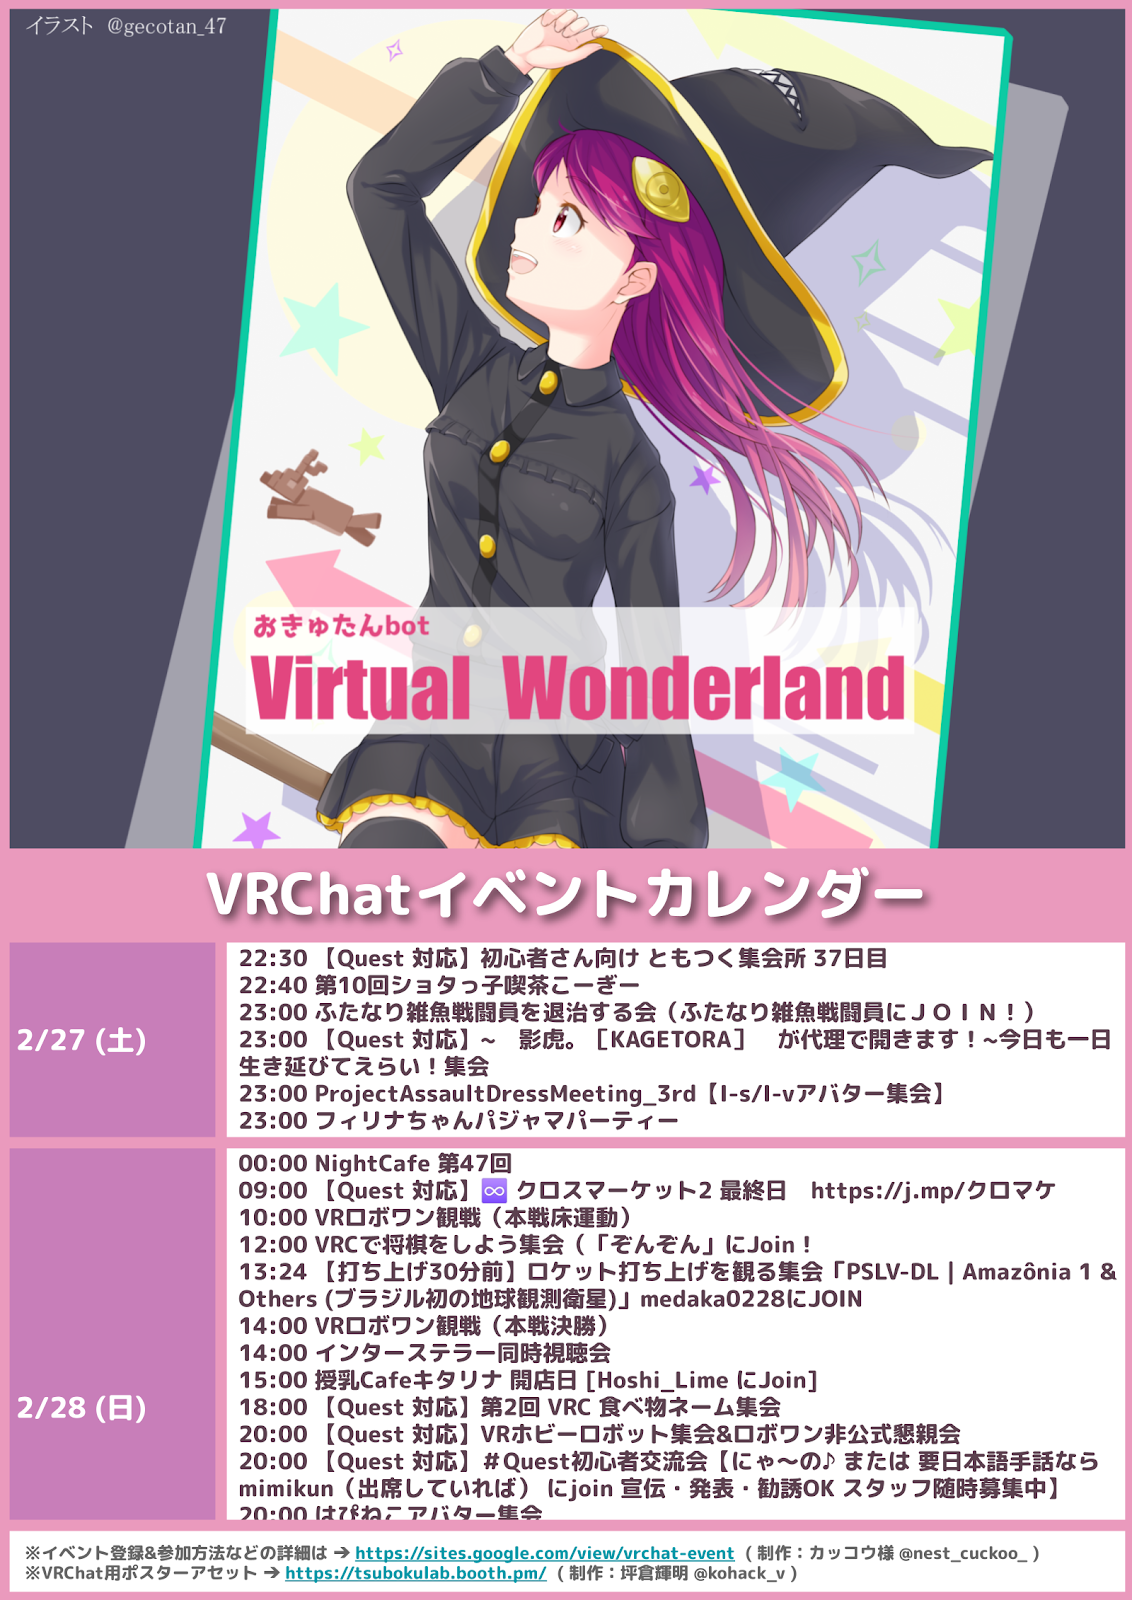 イラスト @gecotan_47
おきゅたんbot
Virtual Wonderland
VRChatイベントカレンダー
2/27 (土)
22:30 【Quest 対応】初心者さん向け ともつく集会所 37日目
22:40 第10回ショタっ子喫茶こーぎー
23:00 ふたなり雑魚戦闘員を退治する会（ふたなり雑魚戦闘員にＪＯＩＮ！）
23:00 【Quest 対応】~　影虎。［KAGETORA］　が代理で開きます！~今日も一日
生き延びてえらい！集会
23:00 ProjectAssaultDressMeeting_3rd【I-s/I-vアバター集会】
23:00 フィリナちゃんパジャマパーティー
2/28 (日)
00:00 NightCafe 第47回
09:00 【Quest 対応】♾️ クロスマーケット2 最終日　https://j.mp/クロマケ
10:00 VRロボワン観戦（本戦床運動）
12:00 VRCで将棋をしよう集会（「ぞんぞん」にJoin！
13:24 【打ち上げ30分前】ロケット打ち上げを観る集会「PSLV-DL | Amazônia 1 &
Others (ブラジル初の地球観測衛星)」medaka0228にJOIN
14:00 VRロボワン観戦（本戦決勝）
14:00 インターステラー同時視聴会
15:00 授乳Cafeキタリナ 開店日 [Hoshi_Lime にJoin]
18:00 【Quest 対応】第2回 VRC 食べ物ネーム集会
20:00 【Quest 対応】VRホビーロボット集会&ロボワン非公式懇親会
20:00 【Quest 対応】＃Quest初心者交流会【にゃ～の♪ または 要日本語手話なら
mimikun（出席していれば） にjoin 宣伝・発表・勧誘OK スタッフ随時募集中】
20:00 はぴねこアバター集会
※イベント登録&参加方法などの詳細は ➔ https://sites.google.com/view/vrchat-event （制作：カッコウ様 @nest_cuckoo_ ）
※VRChat用ポスターアセット ➔ https://tsubokulab.booth.pm/ （制作：坪倉輝明 @kohack_v ）